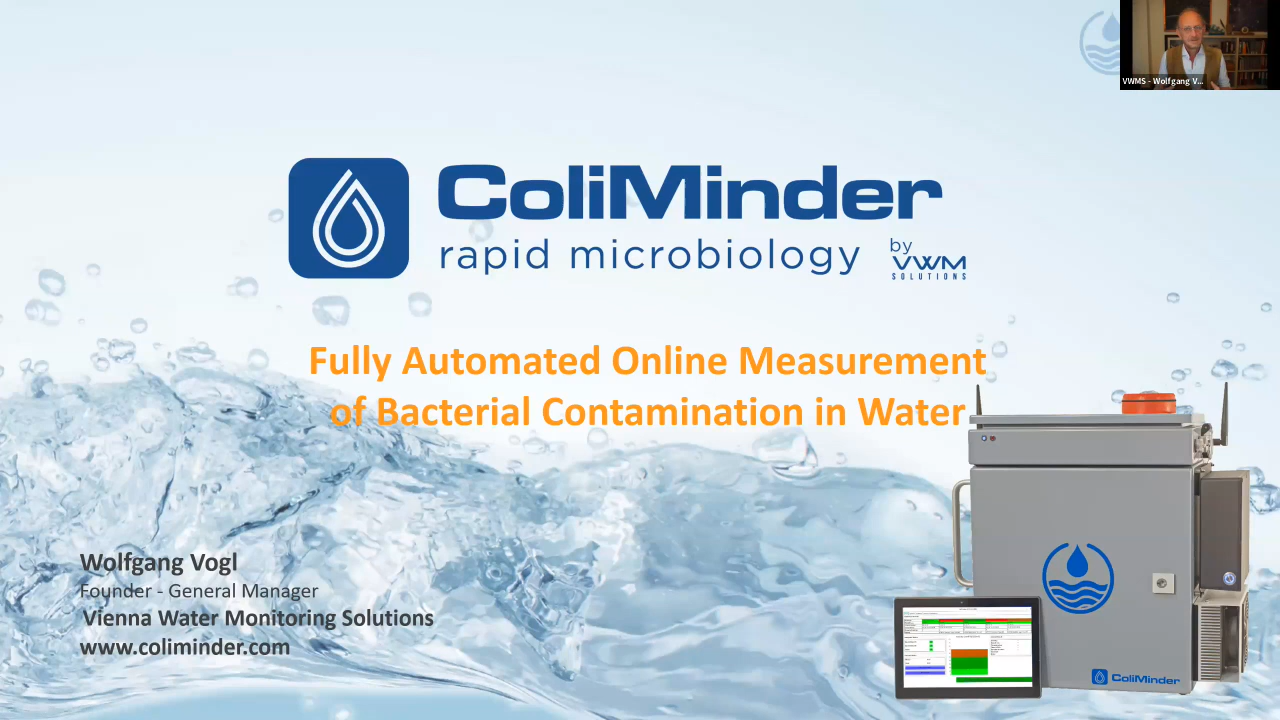 VWMS - Wolfgang V...
ColiMinder
rapid microbiology
by
VWM
SOLUTIONS
Fully Automated Online Measurement
of Bacterial Contamination in Water
Wolfgang Vogl
Founder - General Manager
Vienna Water Monitoring Solutions
www.coliminder.com
ColiMinder